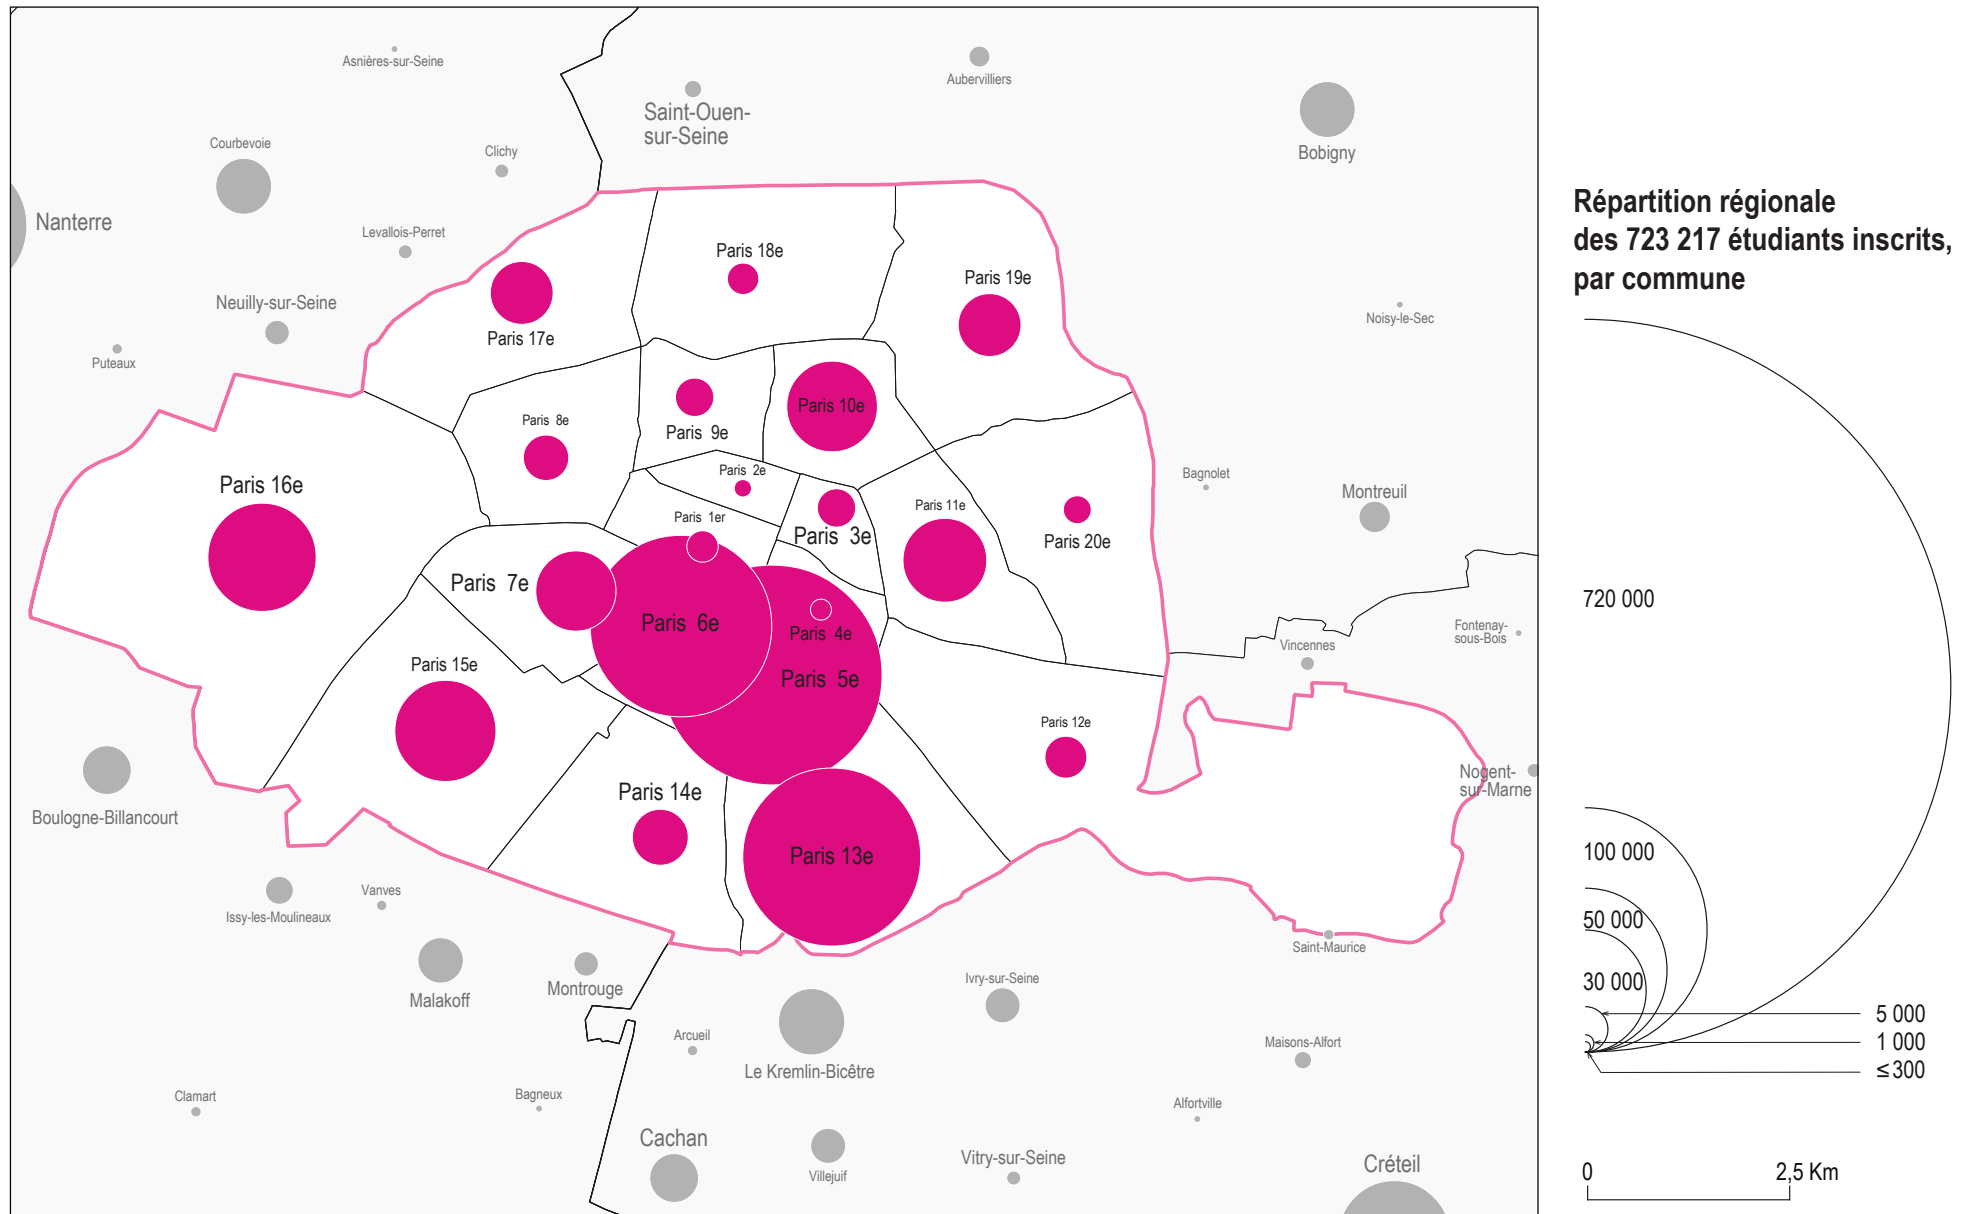 Asnières-sur-Seine
Aubervilliers
Saint-Ouen-
sur-Seine
Courbevoie
Clichy
Bobigny
Nanterre
Levallois-Perret
Paris 18e
Paris 19e
Neuilly-sur-Seine
Paris 17e
Noisy-le-Sec
Puteaux
Paris 8e
Paris 9e
Paris 10e
Paris 2e
Bagnolet
Montreuil
Paris 16e
Paris 1er
Paris 3e
Paris 11e
Paris 20e
Paris 7e
Paris 6e
Paris 4e
Paris 5e
Fontenay-
sous-Bois
Vincennes
Paris 15e
Paris 12e
Nogent-
sur-Marne
Boulogne-Billancourt
Paris 14e
Paris 13e
Issy-les-Moulineaux
Vanves
Saint-Maurice
Malakoff
Montrouge
Ivry-sur-Seine
Arcueil
Le Kremlin-Bicêtre
Maisons-Alfort
Clamart
Bagneux
Alfortville
Cachan
Villejuif
Vitry-sur-Seine
Créteil
Répartition régionale
des 723 217 étudiants inscrits,
par commune
720 000
100 000
50 000
30 000
5 000
1 000
≤ 300
0 2,5 Km